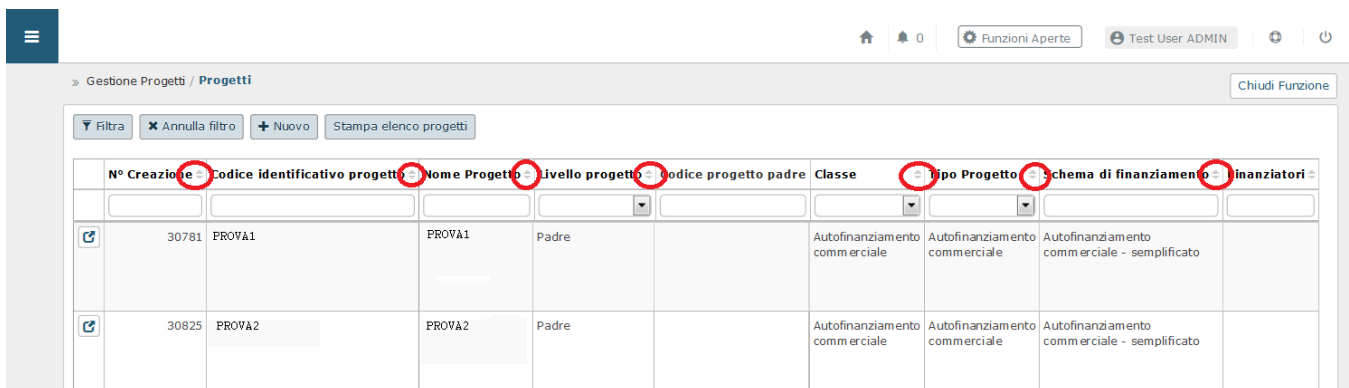 0 Funzioni Aperte Test User ADMIN
» Gestione Progetti / Progetti Chiudi Funzione
Filtra Annulla filtro Nuovo Stampa elenco progetti
Nº Creazione Codice identificativo progetto Nome Progetto Livello progetto Codice progetto padre Classe Tipo Progetto Schema di finanziamento Finanziatori
30781 PROVA1 PROVA1 Padre Autofinanziamento Autofinanziamento Autofinanziamento
commerciale commerciale commerciale - semplificato
30825 PROVA2 PROVA2 Padre Autofinanziamento Autofinanziamento Autofinanziamento
commerciale commerciale commerciale - semplificato